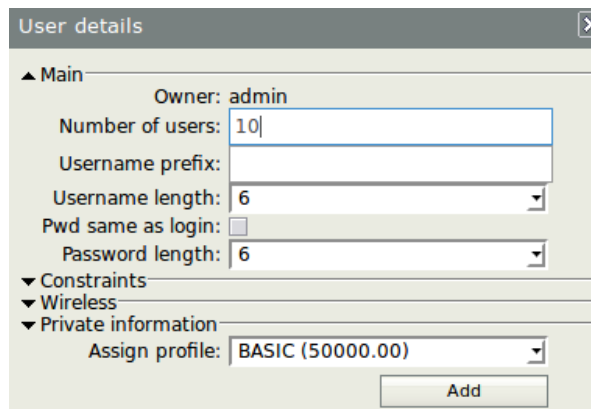 User details
Main
Owner: admin
Number of users: 10
Username prefix:
Username length: 6
Pwd same as login:
Password length: 6
Constraints
Wireless
Private information
Assign profile: BASIC (50000.00)
Add